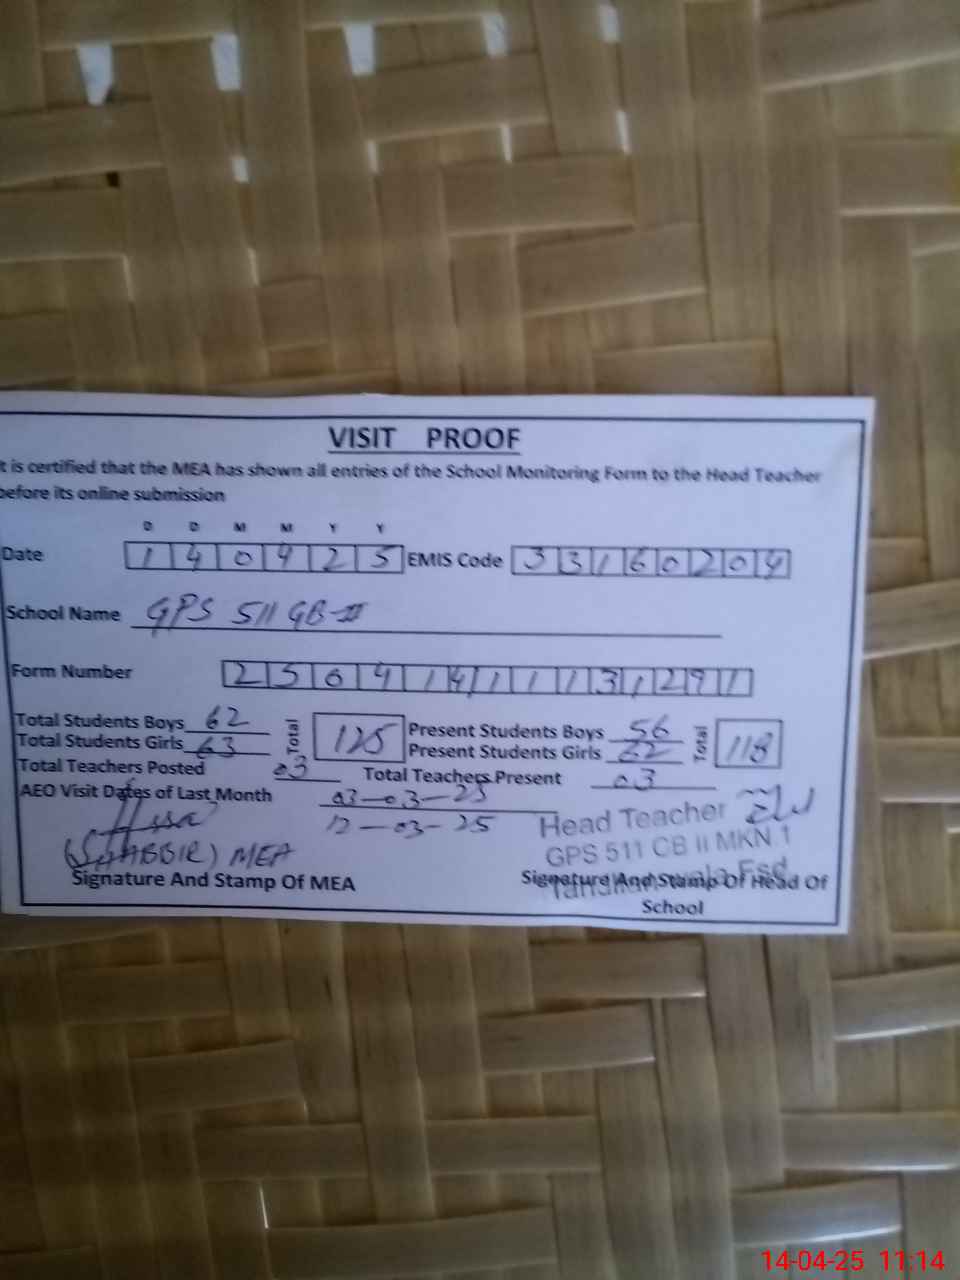 VISIT PROOF
It is certified that the MEA has shown all entries of the School Monitoring Form to the Head Teacher
before its online submission
D D M M Y Y
Date 1 4 0 4 2 5 EMIS Code 3 3 1 6 0 2 0 4
School Name GPS 511 GB-II
Form Number 2 5 0 4 1 4 1 1 1 3 1 2 9 1
Total Students Boys 62 Total 125 Present Students Boys 56 Total 118
Total Students Girls 63 Present Students Girls 62
Total Teachers Posted 03 Total Teachers Present 03
AEO Visit Dates of Last Month 03-03-25
12-03-25
Head Teacher
GPS 511 CB II MKN 1
(SHABBIR) MEA
Signature And Stamp Of MEA
Signature And Stamp Of Head Of
School
14-04-25 11:14